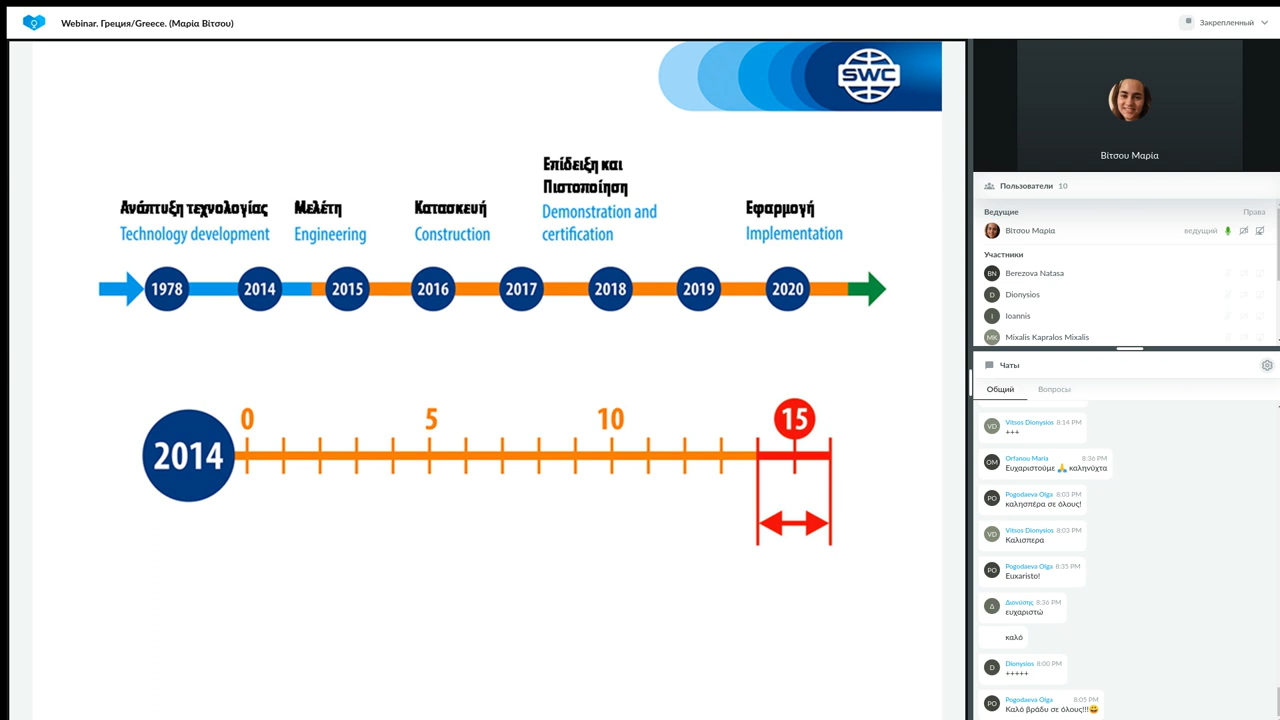 Webinar. Греция/Greece. (Μαρία Βίτσου)
Закрепленный
SWC
Ανάπτυξη τεχνολογίας
Technology development
Μελέτη
Engineering
Κατασκευή
Construction
Επίδειξη και
Πιστοποίηση
Demonstration and
certification
Εφαρμογή
Implementation
1978 2014 2015 2016 2017 2018 2019 2020
2014 0 5 10 15
Βίτσου Μαρία
Пользователи 10
Ведущие Права
Βίτσου Μαρία ведущий
Участники
BN Berezova Natasa
D Dionysios
I Ioannis
MK Mixalis Kapralos Mixalis
Чаты
Общий Вопросы
VD Vitsos Dionysios 8:14 PM
+++
OM Orfanou Maria 8:36 PM
Ευχαριστούμε 🙏 καληνύχτα
PO Pogodaeva Olga 8:03 PM
καλησπέρα σε όλους!
VD Vitsos Dionysios 8:03 PM
Καλισπερα
PO Pogodaeva Olga 8:35 PM
Euxaristo!
Δ Διονύσης 8:36 PM
ευχαριστώ
καλό
D Dionysios 8:00 PM
+++++
PO Pogodaeva Olga 8:05 PM
Καλό βράδυ σε όλους!!!😃